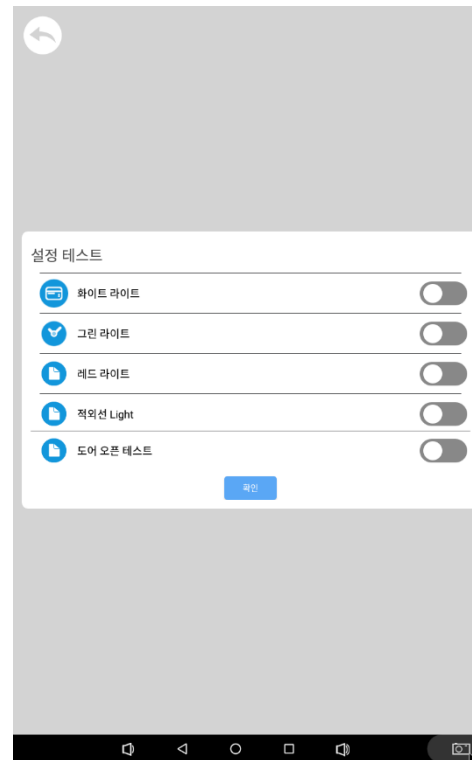 설정 테스트
화이트 라이트
그린 라이트
레드 라이트
적외선 Light
도어 오픈 테스트
확인